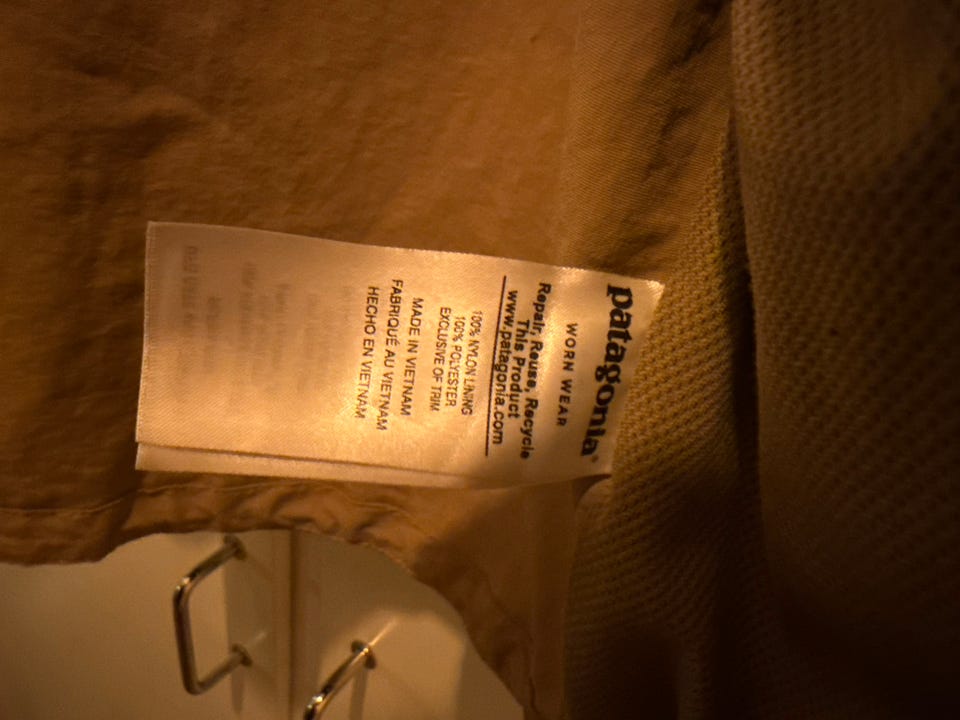 patagonia®
WORN WEAR
Repair, Reuse, Recycle
This Product
www.patagonia.com
100% NYLON LINING
100% POLYESTER
EXCLUSIVE OF TRIM
MADE IN VIETNAM
FABRIQUÉ AU VIETNAM
HECHO EN VIETNAM